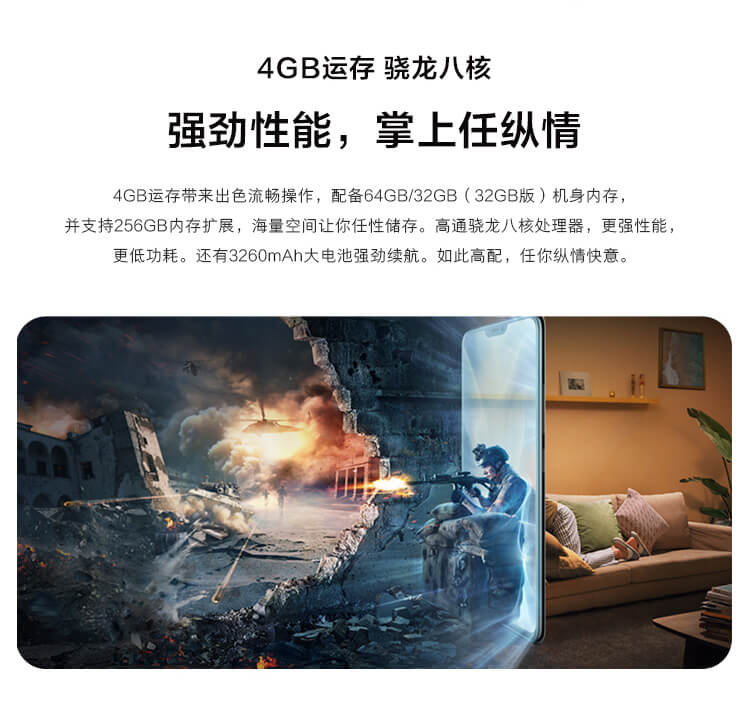 4GB运存 骁龙八核
强劲性能，掌上任纵情
4GB运存带来出色流畅操作，配备64GB/32GB（32GB版）机身内存，
并支持256GB内存扩展，海量空间让你任性储存。高通骁龙八核处理器，更强性能，
更低功耗。还有3260mAh大电池强劲续航。如此高配，任你纵情快意。